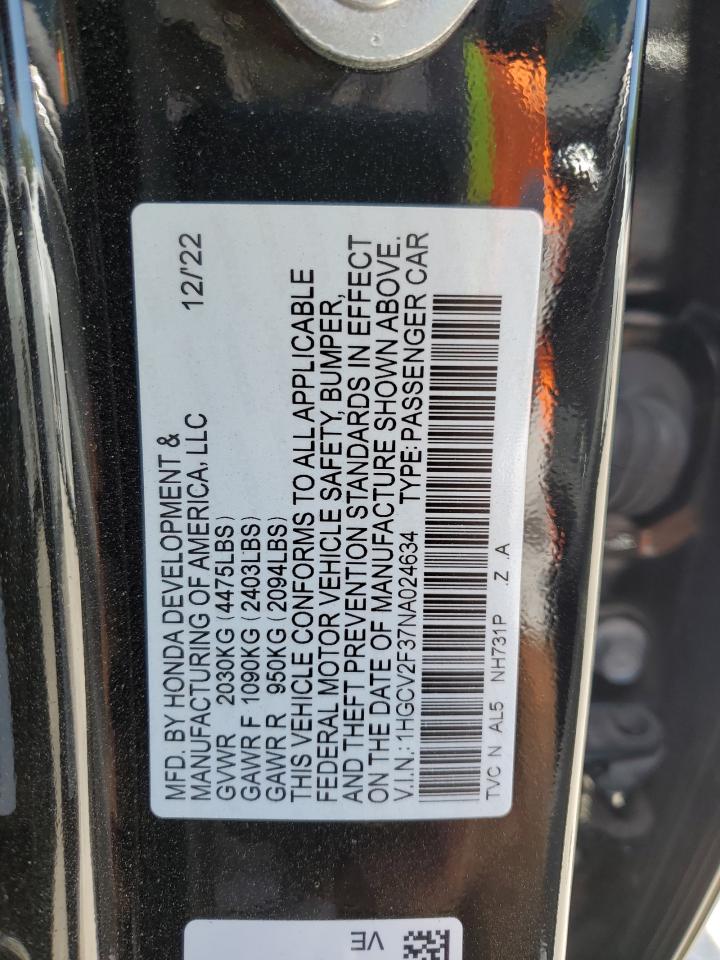 MFD. BY HONDA DEVELOPMENT & 12/'22
MANUFACTURING OF AMERICA, LLC
GVWR 2030KG (4475LBS)
GAWR F 1090KG (2403LBS)
GAWR R 950KG (2094LBS)
THIS VEHICLE CONFORMS TO ALL APPLICABLE
FEDERAL MOTOR VEHICLE SAFETY, BUMPER,
AND THEFT PREVENTION STANDARDS IN EFFECT
ON THE DATE OF MANUFACTURE SHOWN ABOVE.
V.I.N.:1HGCV2F37NA024634 TYPE: PASSENGER CAR
TVC N AL5 NH731P .Z .A
VE